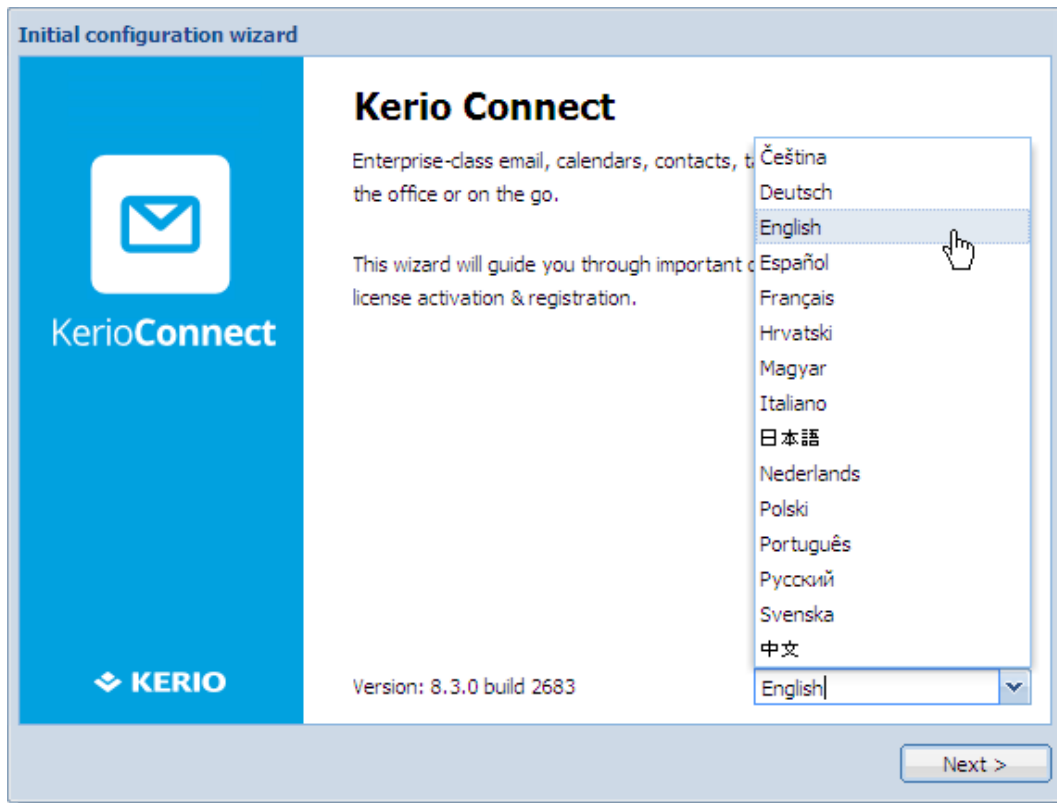 Initial configuration wizard
KerioConnect
KERIO
Kerio Connect
Enterprise-class email, calendars, contacts,
the office or on the go.
This wizard will guide you through important
license activation & registration.
Version: 8.3.0 build 2683
Čeština
Deutsch
English
Español
Français
Hrvatski
Magyar
Italiano
日本語
Nederlands
Polski
Português
Русский
Svenska
中文
English
Next >